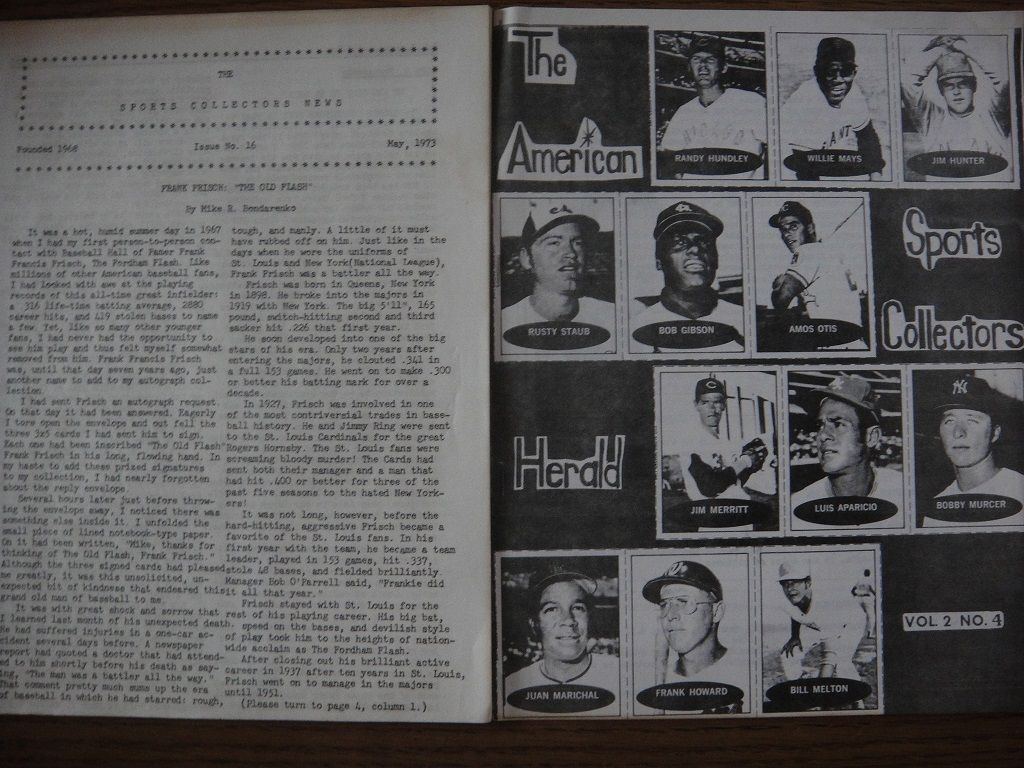 THE
SPORTS COLLECTORS NEWS
Founded 1968 Issue No. 16 May, 1973
FRANK FRISCH: "THE OLD FLASH"
By Mike R. Bondarenko
It was a hot, humid summer day in 1967
when I had my first person-to-person con-
tact with Baseball Hall of Famer Frank
Francis Frisch, The Fordham Flash. Like
millions of other American baseball fans,
I had looked with awe at the playing
records of this all-time great infielder:
a .316 life-time batting average, 2880
career hits, and 419 stolen bases to name
a few. Yet, like so many other younger
fans, I had never had the opportunity to
see him play and thus felt myself somewhat
removed from him. Frank Francis Frisch
was, until that day seven years ago, just
another name to add to my autograph col-
lection.
I had sent Frisch an autograph request.
On that day it had been answered. Eagerly
I tore open the envelope and out fell the
three 3x5 cards I had sent him to sign.
Each one had been inscribed "The Old Flash"
Frank Frisch in his long, flowing hand. In
my haste to add these prized signatures
to my collection, I had nearly forgotten
about the reply envelope.
Several hours later just before throw-
ing the envelope away, I noticed there was
something else inside it. I unfolded the
small piece of lined notebook-type paper.
On it had been written, "Mike, thanks for
thinking of The Old Flash, Frank Frisch."
Although the three signed cards had pleased
me greatly, it was this unsolicited, un-
expected bit of kindness that endeared this
grand old man of baseball to me.
It was with great shock and sorrow that
I learned last month of his unexpected death.
He had suffered injuries in a one-car ac-
cident several days before. A newspaper
report had quoted a doctor that had attend-
ed to him shortly before his death as say-
ing, "The man was a battler all the way."
That comment pretty much sums up the era
of baseball in which he had starred: rough,
tough, and manly. A little of it must
have rubbed off on him. Just like in the
days when he wore the uniforms of
St. Louis and New York(National League),
Frank Frisch was a battler all the way.
Frisch was born in Queens, New York
in 1898. He broke into the majors in
1919 with New York. The big 5'11", 165
pound, switch-hitting second and third
sacker hit .226 that first year.
He soon developed into one of the big
stars of his era. Only two years after
entering the majors, he clouted .341 in
a full 153 games. He went on to make .300
or better his batting mark for over a
decade.
In 1927, Frisch was involved in one
of the most contriversial trades in base-
ball history. He and Jimmy Ring were sent
to the St. Louis Cardinals for the great
Rogers Hornsby. The St. Louis fans were
screaming bloody murder! The Cards had
sent both their manager and a man that
had hit .400 or better for three of the
past five seasons to the hated New York-
ers!
It was not long, however, before the
hard-hitting, aggressive Frisch became a
favorite of the St. Louis fans. In his
first year with the team, he became a team
leader, played in 153 games, hit .337,
stole 48 bases, and fielded brilliantly.
Manager Bob O'Farrell said, "Frankie did
it all that year."
Frisch stayed with St. Louis for the
rest of his playing career. His big bat,
speed on the bases, and devilish style
of play took him to the heights of nation-
wide acclaim as The Fordham Flash.
After closing out his brilliant active
career in 1937 after ten years in St. Louis,
Frisch went on to manage in the majors
until 1951.
(Please turn to page 4, column 1.)
The
American
Sports
Collectors
Herald
VOL 2 NO. 4
RANDY HUNDLEY
WILLIE MAYS
JIM HUNTER
RUSTY STAUB
BOB GIBSON
AMOS OTIS
JIM MERRITT
LUIS APARICIO
BOBBY MURCER
JUAN MARICHAL
FRANK HOWARD
BILL MELTON